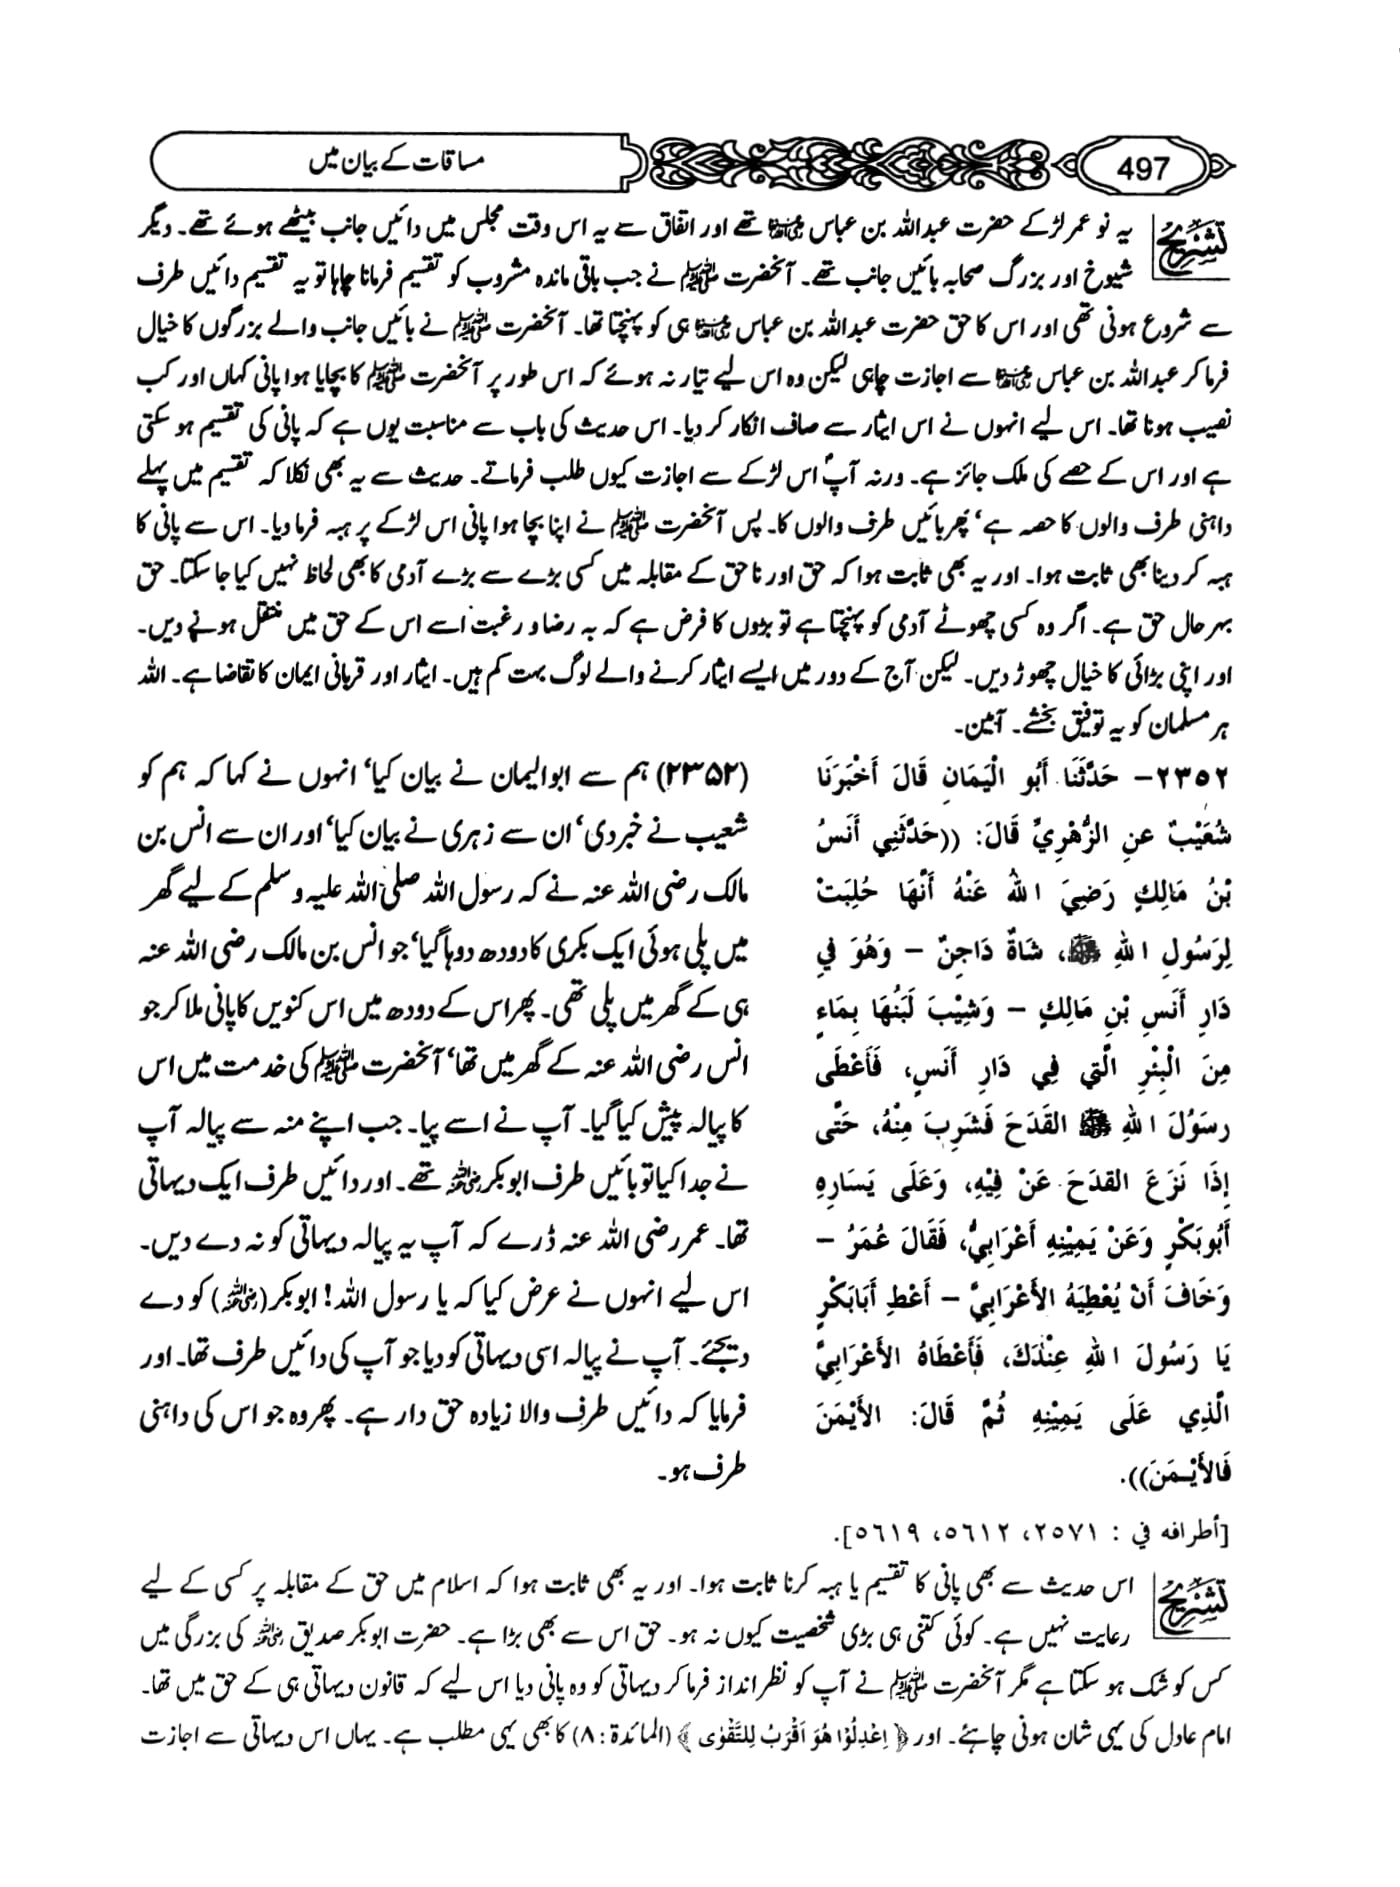 497
مساقات کے بیان میں
تشریح یہ نو عمر لڑکے حضرت عبداللہ بن عباس رضی اللہ عنہما تھے اور اتفاق سے یہ اس وقت مجلس میں دائیں جانب بیٹھے ہوئے تھے۔ دیگر
شیوخ اور بزرگ صحابہ بائیں جانب تھے۔ آنحضرت ﷺ نے جب باقی ماندہ مشروب کو تقسیم فرمانا چاہا تو یہ تقسیم دائیں طرف
سے شروع ہونی تھی اور اس کا حق حضرت عبداللہ بن عباس رضی اللہ عنہما ہی کو پہنچتا تھا۔ آنحضرت ﷺ نے بائیں جانب والے بزرگوں کا خیال
فرما کر عبداللہ بن عباس رضی اللہ عنہما سے اجازت چاہی لیکن وہ اس لیے تیار نہ ہوئے کہ اس طور پر آنحضرت ﷺ کا بچایا ہوا پانی کہاں اور کب
نصیب ہونا تھا۔ اس لیے انہوں نے اس ایثار سے صاف انکار کر دیا۔ اس حدیث کی باب سے مناسبت یوں ہے کہ پانی کی تقسیم ہو سکتی
ہے اور اس کے حصے کی ملک جائز ہے۔ ورنہ آپؐ اس لڑکے سے اجازت کیوں طلب فرماتے۔ حدیث سے یہ بھی نکلا کہ تقسیم میں پہلے
داہنی طرف والوں کا حصہ ہے‘ پھر بائیں طرف والوں کا۔ پس آنحضرت ﷺ نے اپنا بچا ہوا پانی اس لڑکے پر ہبہ فرما دیا۔ اس سے پانی کا
ہبہ کر دینا بھی ثابت ہوا۔ اور یہ بھی ثابت ہوا کہ حق اور ناحق کے مقابلہ میں کسی بڑے سے بڑے آدمی کا بھی لحاظ نہیں کیا جا سکتا۔ حق
بہر حال حق ہے۔ اگر وہ کسی چھوٹے آدمی کو پہنچتا ہے تو بڑوں کا فرض ہے کہ بہ رضا و رغبت اسے اس کے حق میں منتقل ہونے دیں۔
اور اپنی بڑائی کا خیال چھوڑ دیں۔ لیکن آج کے دور میں ایسے ایثار کرنے والے لوگ بہت کم ہیں۔ ایثار اور قربانی ایمان کا تقاضا ہے۔ اللہ
ہر مسلمان کو یہ توفیق بخشے۔ آمین۔
٢٣٥٢- حَدَّثَنَا أَبُو الْيَمَانِ قَالَ أَخْبَرَنَا
شُعَيْبٌ عَنِ الزُّهْرِيِّ قَالَ: ((حَدَّثَنِي أَنَسُ
بْنُ مَالِكٍ رَضِيَ اللهُ عَنْهُ أَنَّهَا حُلِبَتْ
لِرَسُولِ اللهِ ﷺ، شَاةٌ دَاجِنٌ – وَهُوَ فِي
دَارِ أَنَسِ بْنِ مَالِكٍ – وَشِيْبَ لَبَنُهَا بِمَاءٍ
مِنَ الْبِئْرِ الَّتِي فِي دَارِ أَنَسٍ، فَأَعْطَى
رَسُوْلَ اللهِ ﷺ القَدَحَ فَشَرِبَ مِنْهُ، حَتَّى
إِذَا نَزَعَ القدَحَ عَنْ فِيْهِ، وَعَلَى يَسَارِهِ
أَبُوبَكْرٍ وَعَنْ يَمِيْنِهِ أَعْرَابِيٌّ، فَقَالَ عُمَرُ –
وَخَافَ أَنْ يُعْطِيَهُ الأَعْرَابِيَّ – أَعْطِ أَبَابَكْرٍ
يَا رَسُولَ اللهِ عِنْدَكَ، فَأَعْطَاهُ الأَعْرَابِيَّ
الَّذِي عَلَى يَمِيْنِهِ ثُمَّ قَالَ: الأَيْمَنَ
فَالأَيْـمَنَ)).
[أطرافه في : ٢٥٧١، ٥٦١٢، ٥٦١٩].
(۲۳۵۲) ہم سے ابوالیمان نے بیان کیا‘ انہوں نے کہا کہ ہم کو
شعیب نے خبر دی‘ ان سے زہری نے بیان کیا‘ اور ان سے انس بن
مالک رضی اللہ عنہ نے کہ رسول اللہ صلی اللہ علیہ و سلم کے لیے گھر
میں پلی ہوئی ایک بکری کا دودھ دوہا گیا‘ جو انس بن مالک رضی اللہ عنہ
ہی کے گھر میں پلی تھی۔ پھر اس کے دودھ میں اس کنویں کا پانی ملا کر جو
انس رضی اللہ عنہ کے گھر میں تھا‘ آنحضرت ﷺ کی خدمت میں اس
کا پیالہ پیش کیا گیا۔ آپ نے اسے پیا۔ جب اپنے منہ سے پیالہ آپ
نے جدا کیا تو بائیں طرف ابوبکر رضی اللہ عنہ تھے۔ اور دائیں طرف ایک دیہاتی
تھا۔ عمر رضی اللہ عنہ ڈرے کہ آپ یہ پیالہ دیہاتی کو نہ دے دیں۔
اس لیے انہوں نے عرض کیا کہ یا رسول اللہ! ابوبکر (رضی اللہ عنہ) کو دے
دیجئے۔ آپ نے پیالہ اسی دیہاتی کو دیا جو آپ کی دائیں طرف تھا۔ اور
فرمایا کہ دائیں طرف والا زیادہ حق دار ہے۔ پھر وہ جو اس کی داہنی
طرف ہو۔
تشریح اس حدیث سے بھی پانی کا تقسیم یا ہبہ کرنا ثابت ہوا۔ اور یہ بھی ثابت ہوا کہ اسلام میں حق کے مقابلہ پر کسی کے لیے
رعایت نہیں ہے۔ کوئی کتنی ہی بڑی شخصیت کیوں نہ ہو۔ حق اس سے بھی بڑا ہے۔ حضرت ابوبکر صدیق رضی اللہ عنہ کی بزرگی میں
کس کو شک ہو سکتا ہے مگر آنحضرت ﷺ نے آپ کو نظر انداز فرما کر دیہاتی کو وہ پانی دیا اس لیے کہ قانون دیہاتی ہی کے حق میں تھا۔
امام عادل کی یہی شان ہونی چاہئے۔ اور ﴿ اِعْدِلُوْا هُوَ اَقْرَبُ لِلتَّقْوٰى ﴾ (المائدۃ: ۸) کا بھی یہی مطلب ہے۔ یہاں اس دیہاتی سے اجازت